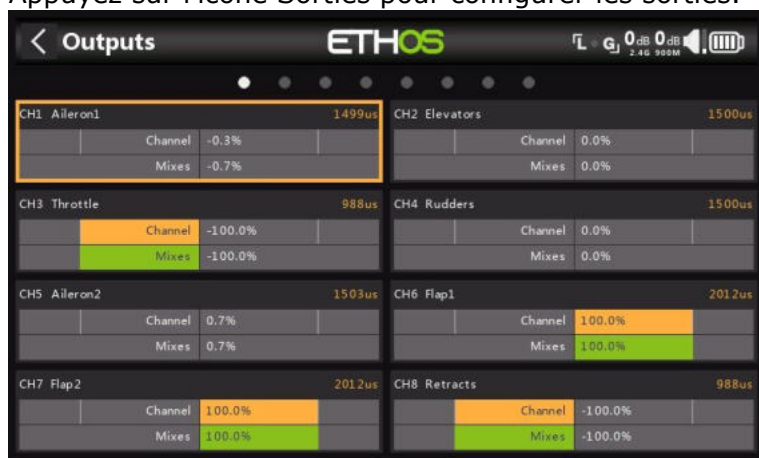 Appuyez sur l'icône Sorties pour configurer les sorties.
Outputs ETHOS 0dB 0dB
2.4G 900M
CH1 Aileron1 1499us
Channel -0.3%
Mixes -0.7%
CH2 Elevators 1500us
Channel 0.0%
Mixes 0.0%
CH3 Throttle 988us
Channel -100.0%
Mixes -100.0%
CH4 Rudders 1500us
Channel 0.0%
Mixes 0.0%
CH5 Aileron2 1503us
Channel 0.7%
Mixes 0.7%
CH6 Flap1 2012us
Channel 100.0%
Mixes 100.0%
CH7 Flap2 2012us
Channel 100.0%
Mixes 100.0%
CH8 Retracts 988us
Channel -100.0%
Mixes -100.0%